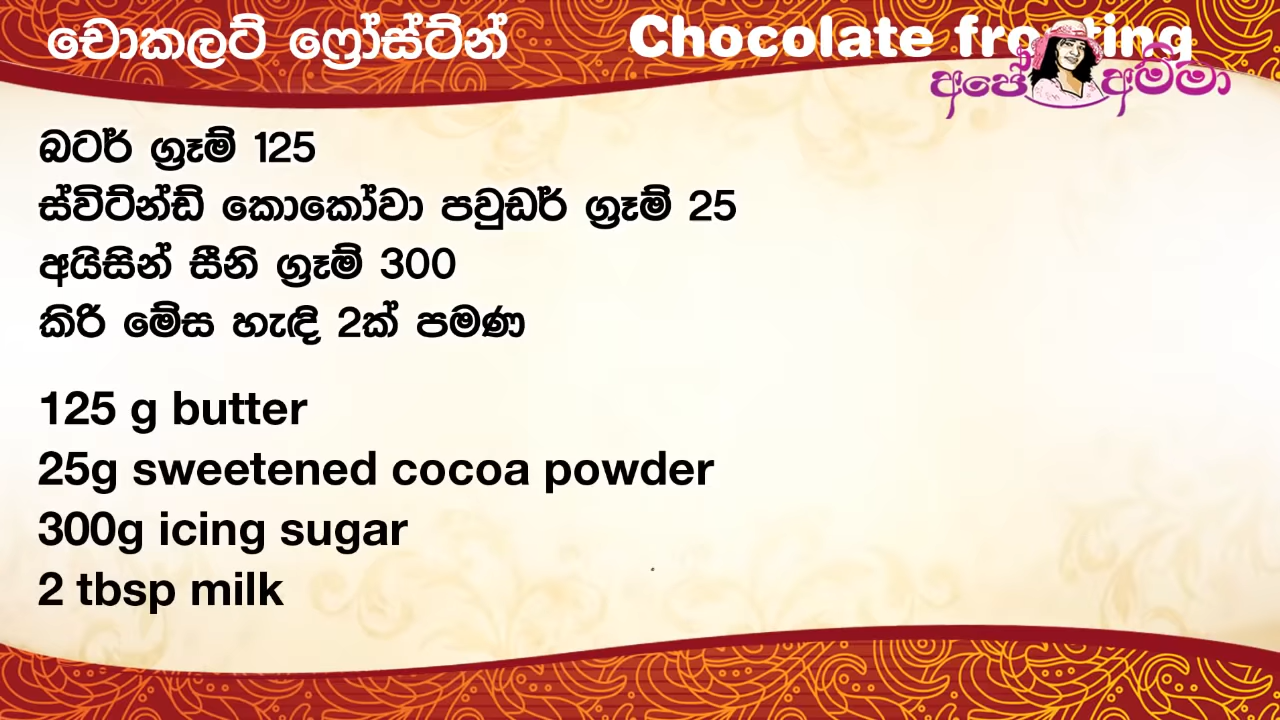 චොකලට් ෆ්‍රෝස්ටින්
Chocolate frosting
අපේ අම්මා
බටර් ග්‍රෑම් 125
ස්විටින්ඩ් කොකෝවා පවුඩර් ග්‍රෑම් 25
අයිසින් සීනි ග්‍රෑම් 300
කිරි මේස හැඳි 2ක් පමණ
125 g butter
25g sweetened cocoa powder
300g icing sugar
2 tbsp milk